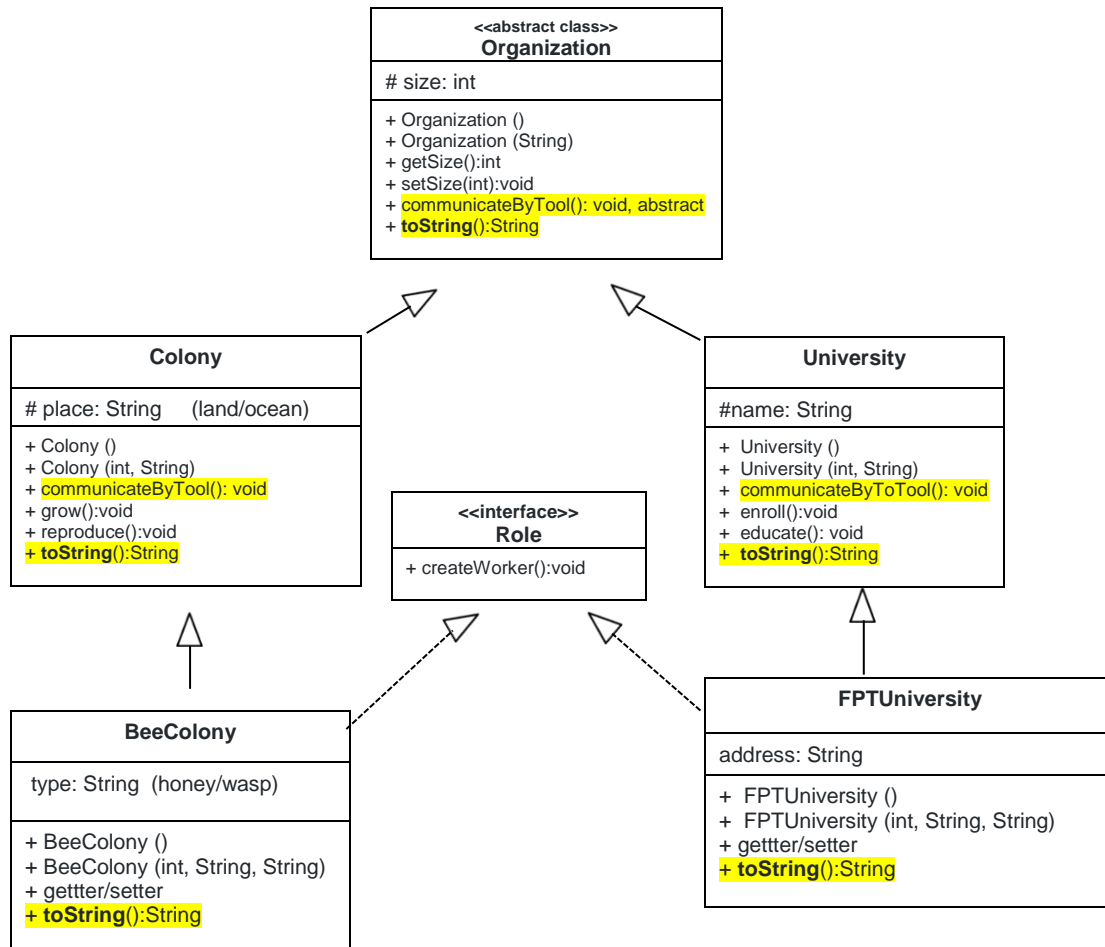 <<abstract class>>
Organization
# size: int
+ Organization ()
+ Organization (String)
+ getSize():int
+ setSize(int):void
+ communicateByTool(): void, abstract
+ toString():String
Colony
# place: String (land/ocean)
+ Colony ()
+ Colony (int, String)
+ communicateByTool(): void
+ grow():void
+ reproduce():void
+ toString():String
University
#name: String
+ University ()
+ University (int, String)
+ communicateByToTool(): void
+ enroll():void
+ educate(): void
+ toString():String
<<interface>>
Role
+ createWorker():void
BeeColony
type: String (honey/wasp)
+ BeeColony ()
+ BeeColony (int, String, String)
+ gettter/setter
+ toString():String
FPTUniversity
address: String
+ FPTUniversity ()
+ FPTUniversity (int, String, String)
+ gettter/setter
+ toString():String